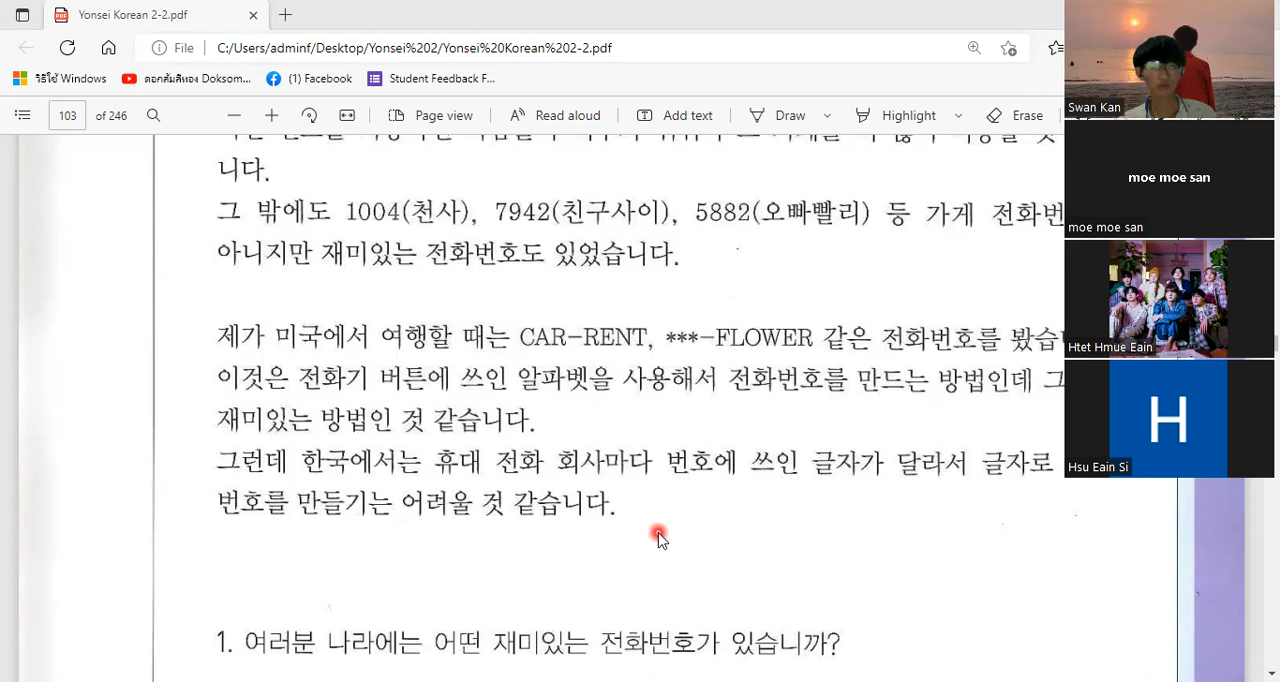 Yonsei Korean 2-2.pdf
File C:/Users/adminf/Desktop/Yonsei%202/Yonsei%20Korean%202-2.pdf
วิธีใช้ Windows ดอกส้มสีทอง Doksom... (1) Facebook Student Feedback F...
103 of 246 Page view Read aloud Add text Draw Highlight Erase
니다.
그 밖에도 1004(천사), 7942(친구사이), 5882(오빠빨리) 등 가게 전화번
아니지만 재미있는 전화번호도 있었습니다.
제가 미국에서 여행할 때는 CAR-RENT, ***-FLOWER 같은 전화번호를 봤습
이것은 전화기 버튼에 쓰인 알파벳을 사용해서 전화번호를 만드는 방법인데 그
재미있는 방법인 것 같습니다.
그런데 한국에서는 휴대 전화 회사마다 번호에 쓰인 글자가 달라서 글자로
번호를 만들기는 어려울 것 같습니다.
1. 여러분 나라에는 어떤 재미있는 전화번호가 있습니까?
Swan Kan
moe moe san
moe moe san
Htet Hmue Eain
H
Hsu Eain Si